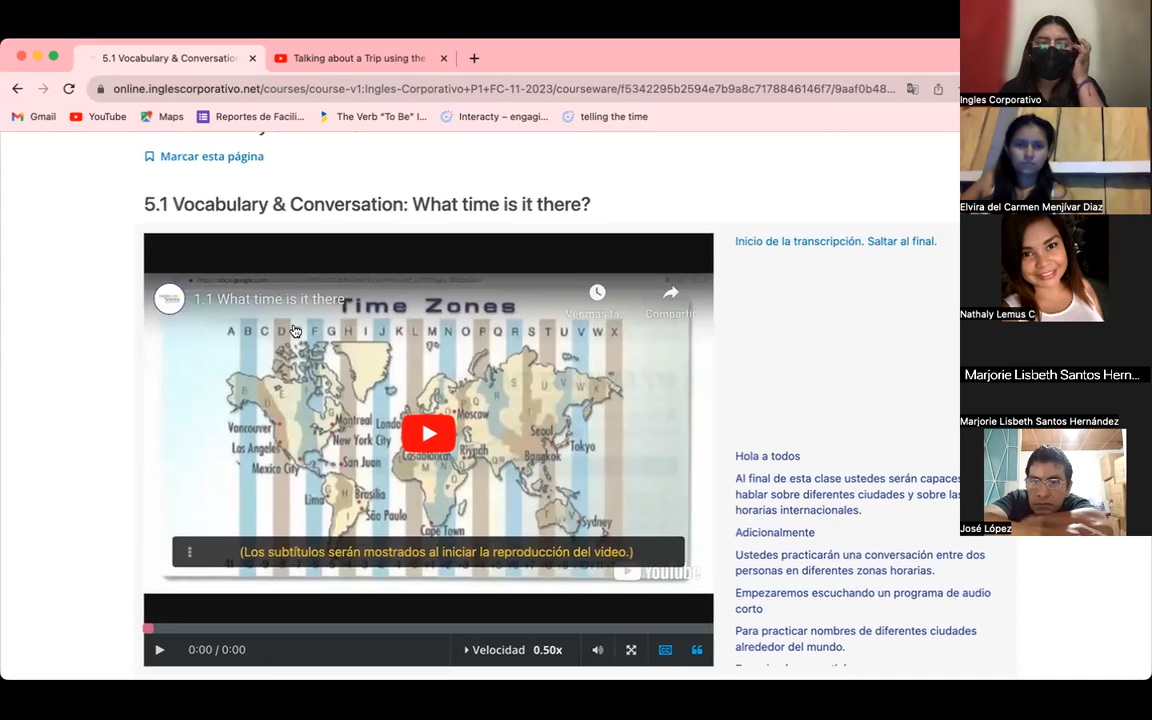 5.1 Vocabulary & Conversatio
Talking about a Trip using the
online.inglescorporativo.net/courses/course-v1:Ingles-Corporativo+P1+FC-11-2023/courseware/f5342295b2594e7b9a8c7178846146f7/9aaf0b48...
Gmail
YouTube
Maps
Reportes de Facili...
The Verb "To Be" I...
Interacty – engagi...
telling the time
Marcar esta página
5.1 Vocabulary & Conversation: What time is it there?
1.1 What time is it there
Time Zones
Ver más ta.
Compartir
A B C D F G H I J K L M N O P Q R S T U V W X
Vancouver
Montreal
London
Moscow
Los Angeles
New York City
Casablanca
Riyadh
Seoul
Tokyo
Mexico City
San Juan
Bangkok
Lima
Brasilia
São Paulo
Cape Town
Sydney
(Los subtítulos serán mostrados al iniciar la reproducción del video.)
YouTube
0:00 / 0:00
Velocidad 0.50x
Inicio de la transcripción. Saltar al final.
Hola a todos
Al final de esta clase ustedes serán capaces
hablar sobre diferentes ciudades y sobre las
horarias internacionales.
Adicionalmente
Ustedes practicarán una conversación entre dos
personas en diferentes zonas horarias.
Empezaremos escuchando un programa de audio
corto
Para practicar nombres de diferentes ciudades
alrededor del mundo.
Ingles Corporativo
Elvira del Carmen Menjívar Diaz
Nathaly Lemus C
Marjorie Lisbeth Santos Hern...
Marjorie Lisbeth Santos Hernández
José López